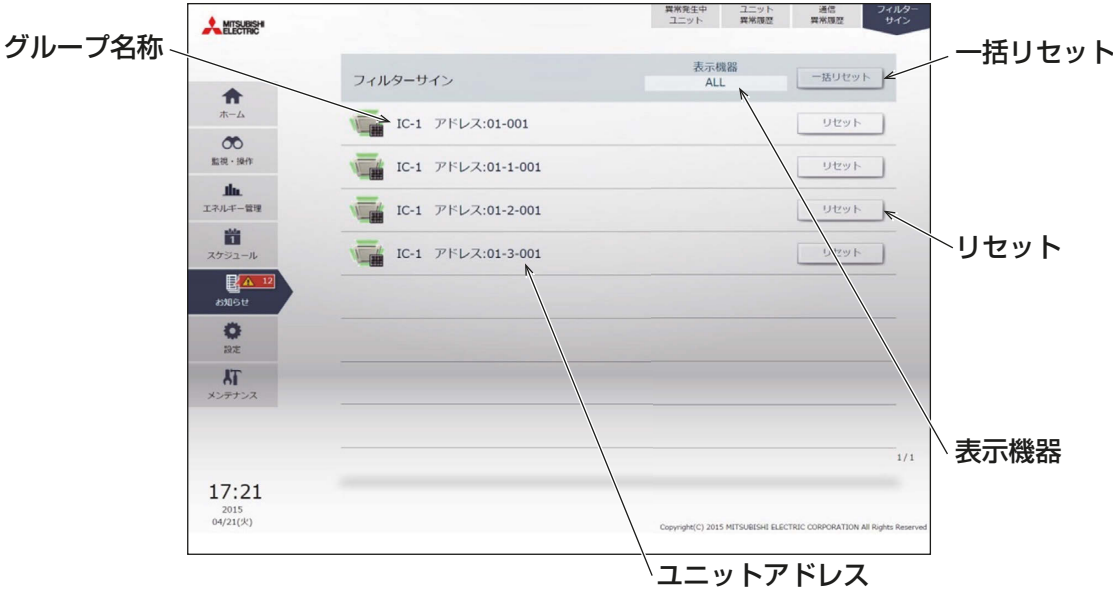 MITSUBISHI
ELECTRIC
異常発生中
ユニット
ユニット
異常履歴
通信
異常履歴
フィルター
サイン
グループ名称
一括リセット
フィルターサイン
表示機器
ALL
一括リセット
ホーム
IC-1 アドレス:01-001
リセット
監視・操作
IC-1 アドレス:01-1-001
リセット
エネルギー管理
IC-1 アドレス:01-2-001
リセット
リセット
スケジュール
IC-1 アドレス:01-3-001
リセット
12
お知らせ
設定
メンテナンス
表示機器
1/1
17:21
2015
04/21(火)
Copyright(C) 2015 MITSUBISHI ELECTRIC CORPORATION All Rights Reserved
ユニットアドレス